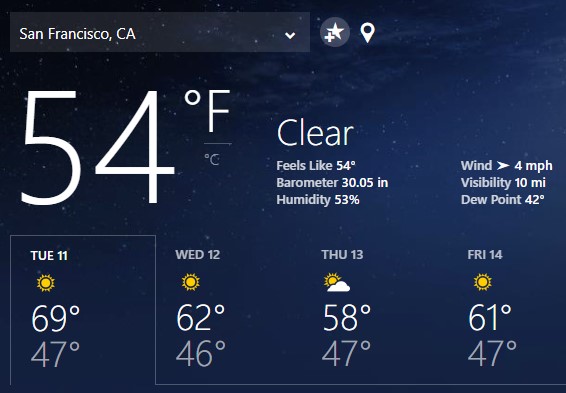 San Francisco, CA
54 °F
°C
Clear
Feels Like 54°
Barometer 30.05 in
Humidity 53%
Wind ➤ 4 mph
Visibility 10 mi
Dew Point 42°
TUE 11
69°
47°
WED 12
62°
46°
THU 13
58°
47°
FRI 14
61°
47°